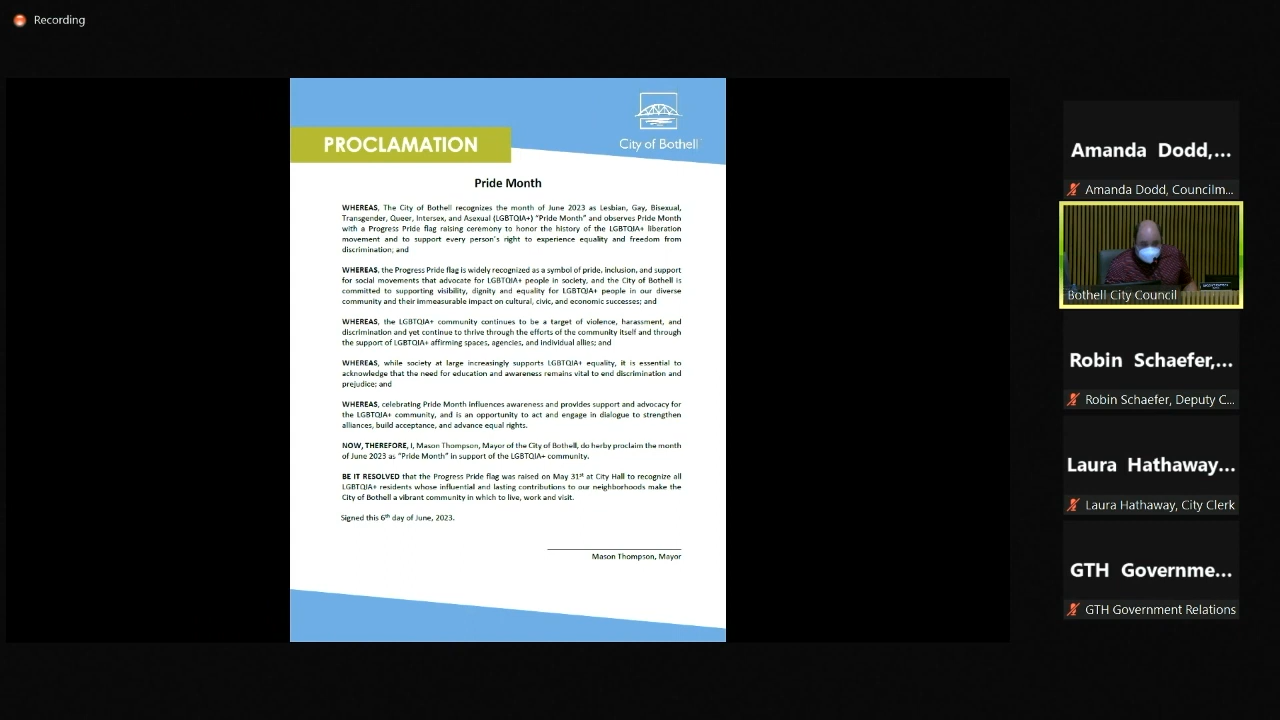 Recording
PROCLAMATION
City of Bothell
Pride Month
WHEREAS, The City of Bothell recognizes the month of June 2023 as Lesbian, Gay, Bisexual,
Transgender, Queer, Intersex, and Asexual (LGBTQIA+) “Pride Month” and observes Pride Month
with a Progress Pride flag raising ceremony to honor the history of the LGBTQIA+ liberation
movement and to support every person's right to experience equality and freedom from
discrimination; and
WHEREAS, the Progress Pride flag is widely recognized as a symbol of pride, inclusion, and support
for social movements that advocate for LGBTQIA+ people in society, and the City of Bothell is
committed to supporting visibility, dignity and equality for LGBTQIA+ people in our diverse
community and their immeasurable impact on cultural, civic, and economic successes; and
WHEREAS, the LGBTQIA+ community continues to be a target of violence, harassment, and
discrimination and yet continue to thrive through the efforts of the community itself and through
the support of LGBTQIA+ affirming spaces, agencies, and individual allies; and
WHEREAS, while society at large increasingly supports LGBTQIA+ equality, it is essential to
acknowledge that the need for education and awareness remains vital to end discrimination and
prejudice; and
WHEREAS, celebrating Pride Month influences awareness and provides support and advocacy for
the LGBTQIA+ community, and is an opportunity to act and engage in dialogue to strengthen
alliances, build acceptance, and advance equal rights.
NOW, THEREFORE, I, Mason Thompson, Mayor of the City of Bothell, do herby proclaim the month
of June 2023 as “Pride Month” in support of the LGBTQIA+ community.
BE IT RESOLVED that the Progress Pride flag was raised on May 31st at City Hall to recognize all
LGBTQIA+ residents whose influential and lasting contributions to our neighborhoods make the
City of Bothell a vibrant community in which to live, work and visit.
Signed this 6th day of June, 2023.
Mason Thompson, Mayor
Amanda Dodd,...
Amanda Dodd, Councilm...
Bothell City Council
Robin Schaefer,...
Robin Schaefer, Deputy C...
Laura Hathaway...
Laura Hathaway, City Clerk
GTH Governme...
GTH Government Relations